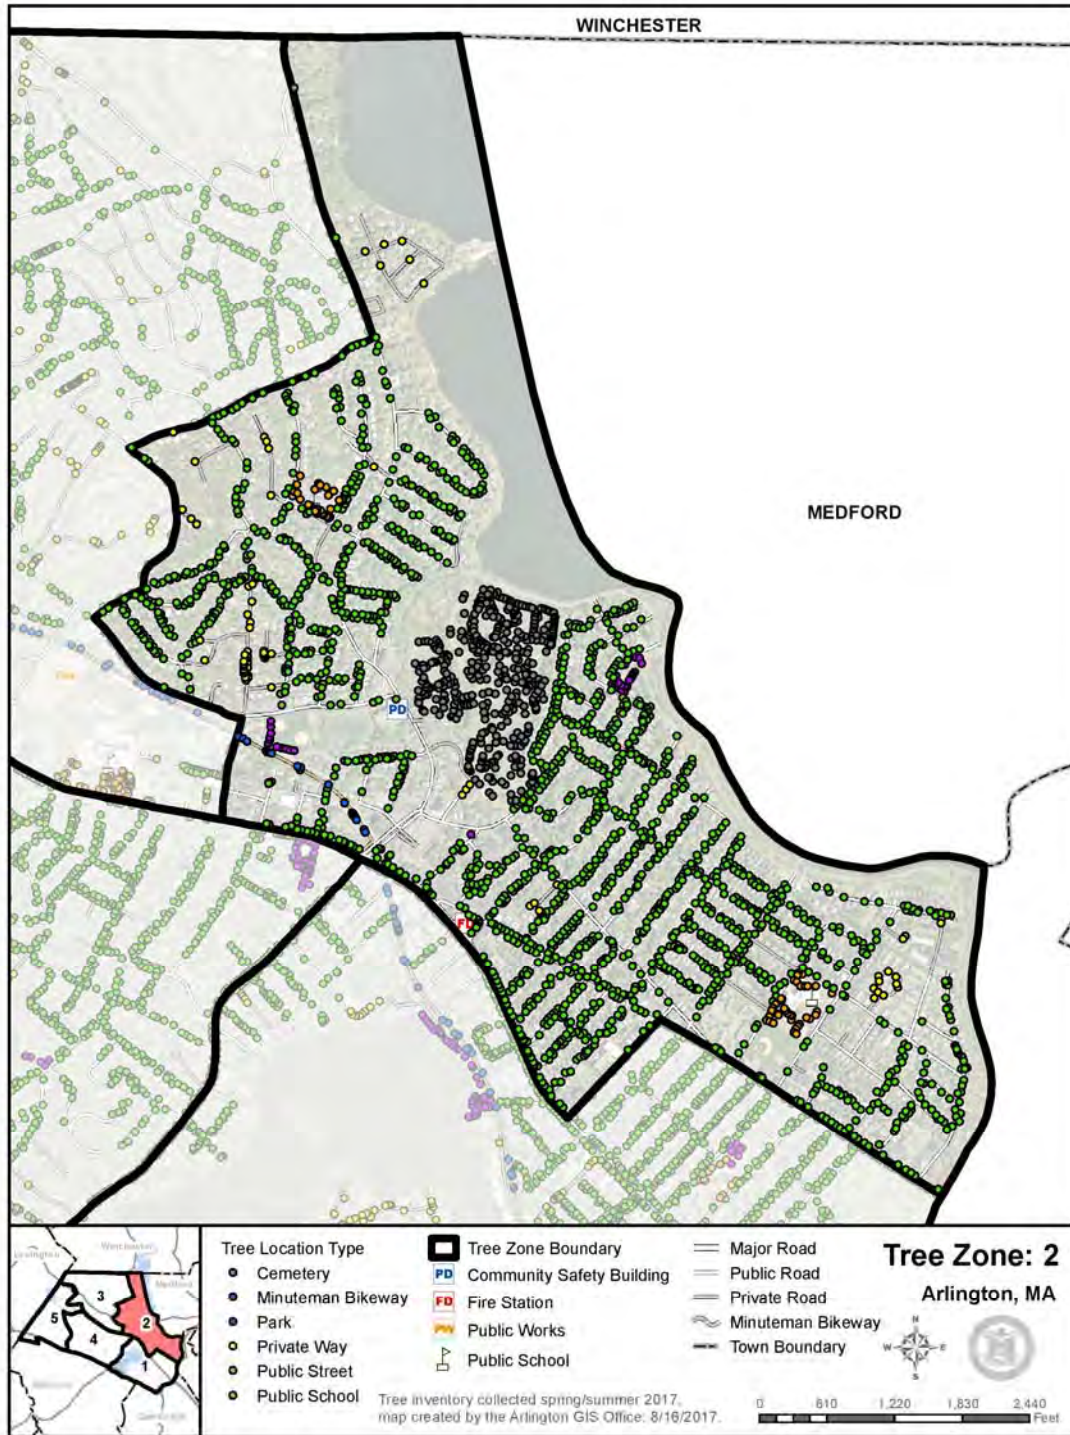 WINCHESTER
MEDFORD
PD
FD
Winchester
Medford
3
2
5
4
1
Tree Location Type
Cemetery
Minuteman Bikeway
Park
Private Way
Public Street
Public School
Tree Zone Boundary
PD Community Safety Building
FD Fire Station
PW Public Works
Public School
Major Road
Public Road
Private Road
Minuteman Bikeway
Town Boundary
Tree Zone: 2
Arlington, MA
N
W E
S
Tree inventory collected spring/summer 2017,
map created by the Arlington GIS Office: 8/16/2017.
0 610 1,220 1,830 2,440
Feet